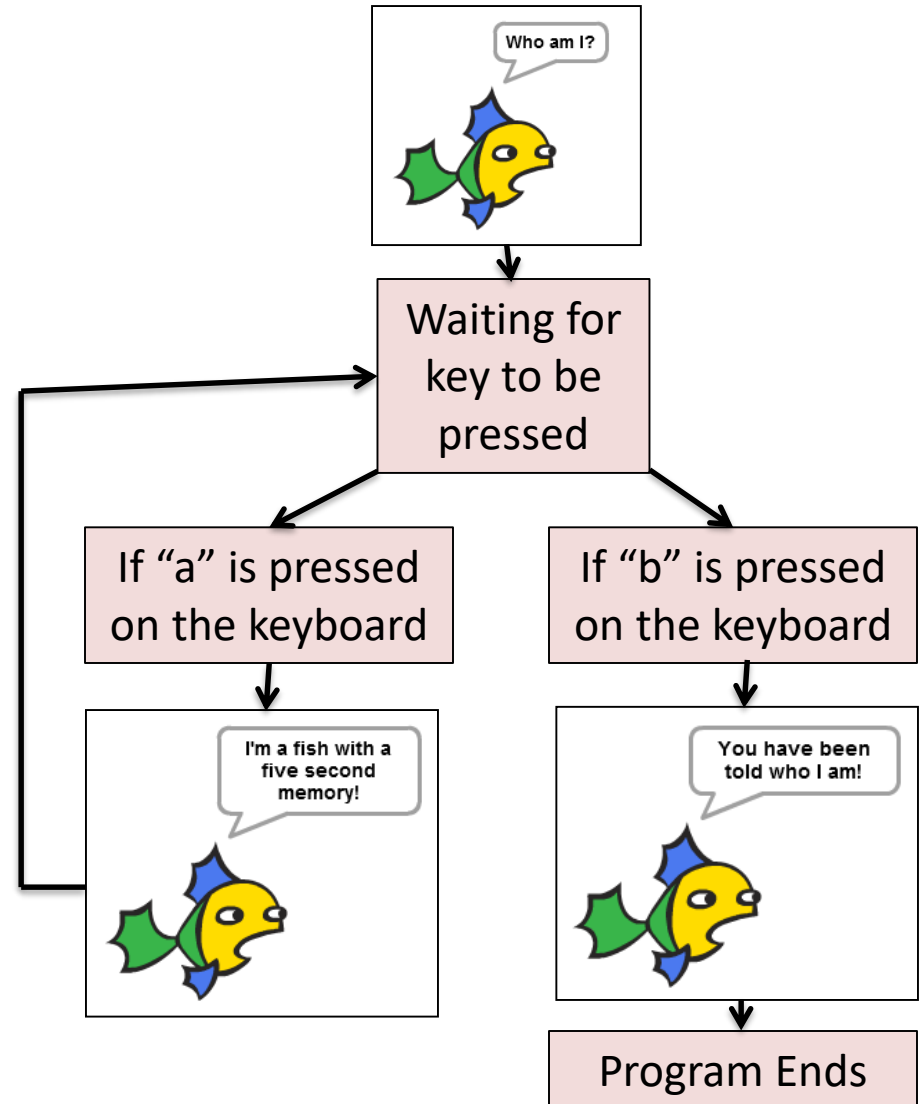 Who am I?
Waiting for
key to be
pressed
If “a” is pressed
on the keyboard
If “b” is pressed
on the keyboard
I'm a fish with a
five second
memory!
You have been
told who I am!
Program Ends